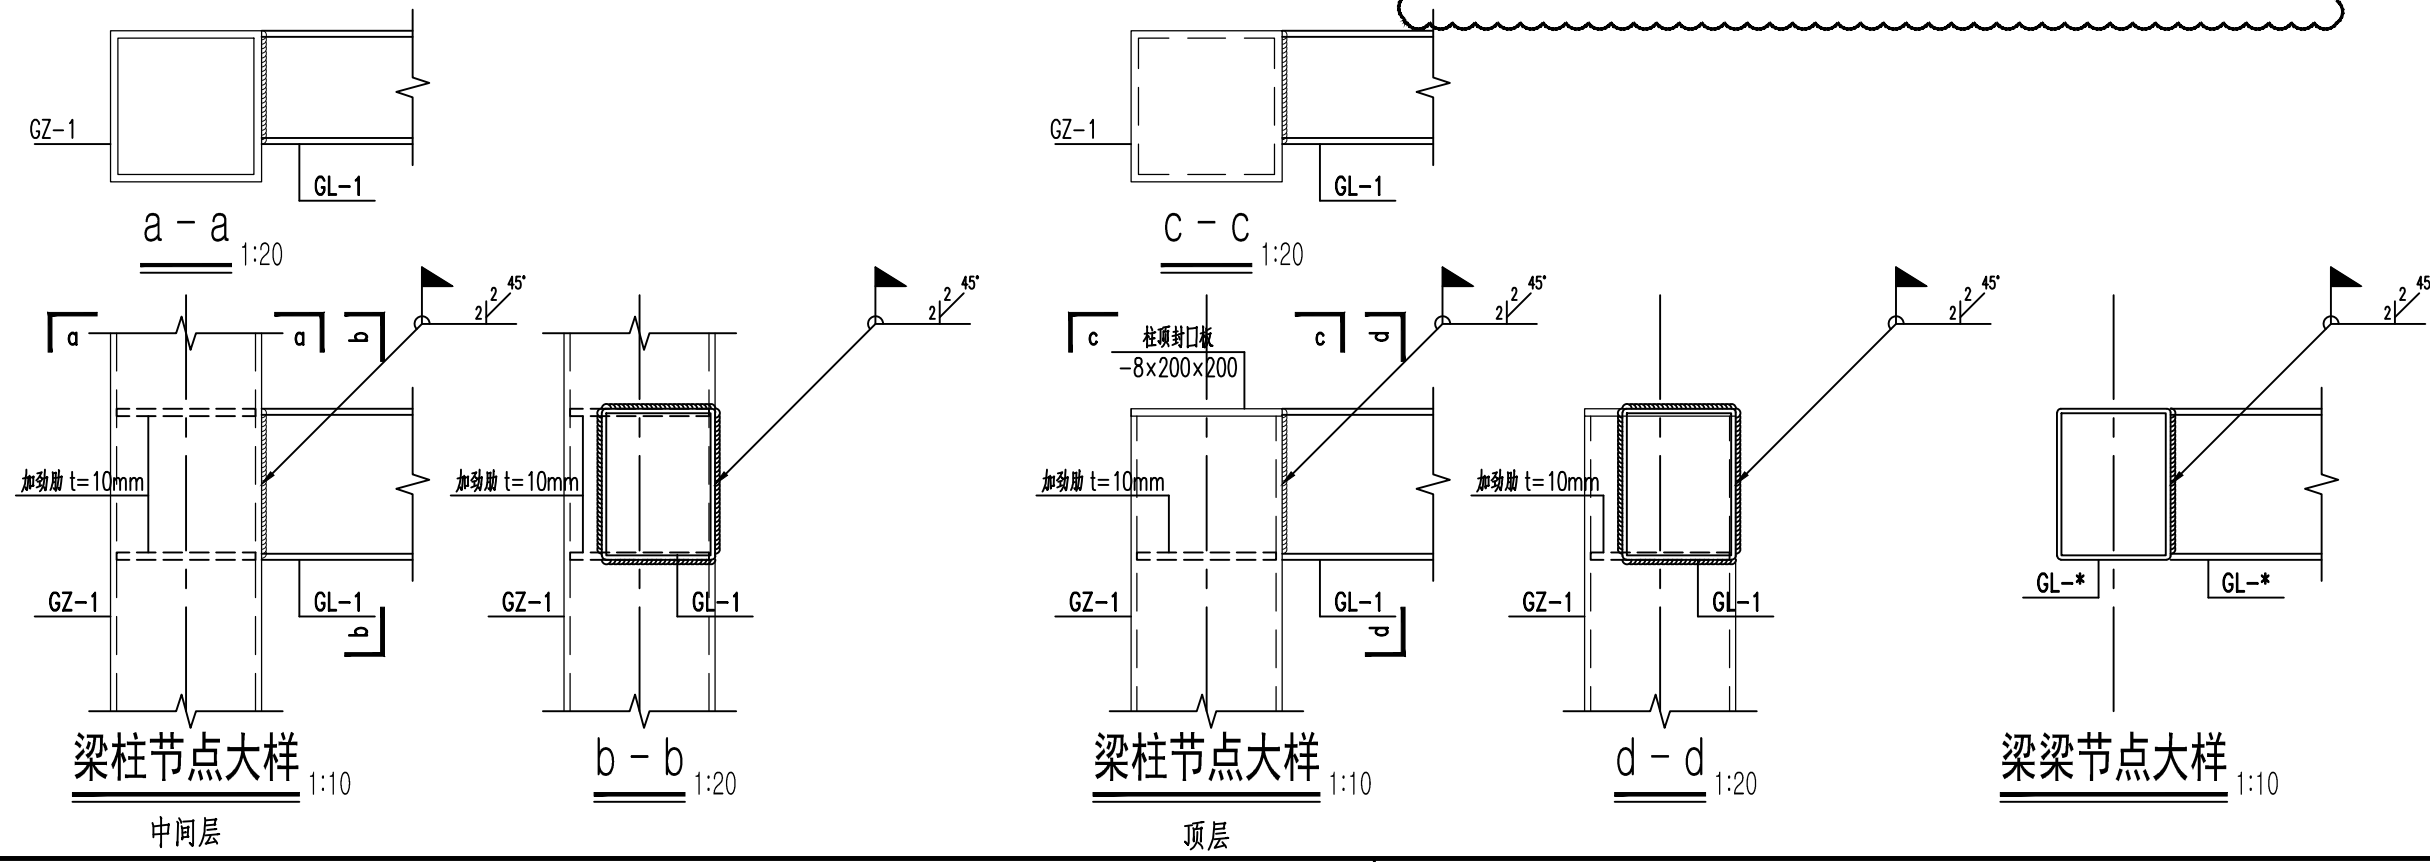 GZ-1
GL-1
a-a 1:20
GZ-1
GL-1
c-c 1:20
a
a
b
2
2
45°
加劲肋 t=10mm
GZ-1
GL-1
b
梁柱节点大样 1:10
中间层
2
2
45°
加劲肋 t=10mm
GZ-1
GL-1
b-b 1:20
c
c
d
柱顶封口板
-8×200×200
2
2
45°
加劲肋 t=10mm
GZ-1
GL-1
d
梁柱节点大样 1:10
顶层
2
2
45°
加劲肋 t=10mm
GZ-1
GL-1
d-d 1:20
2
2
45
GL-*
GL-*
梁梁节点大样 1:10